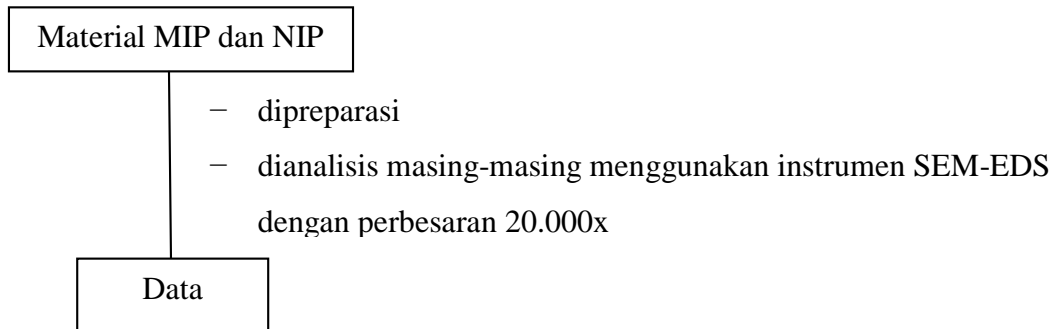 Material MIP dan NIP
− dipreparasi
− dianalisis masing-masing menggunakan instrumen SEM-EDS
dengan perbesaran 20.000x
Data